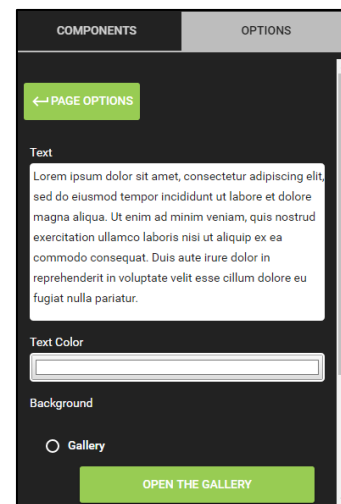 COMPONENTS OPTIONS
PAGE OPTIONS
Text
Lorem ipsum dolor sit amet, consectetur adipiscing elit,
sed do eiusmod tempor incididunt ut labore et dolore
magna aliqua. Ut enim ad minim veniam, quis nostrud
exercitation ullamco laboris nisi ut aliquip ex ea
commodo consequat. Duis aute irure dolor in
reprehenderit in voluptate velit esse cillum dolore eu
fugiat nulla pariatur.
Text Color
Background
Gallery
OPEN THE GALLERY